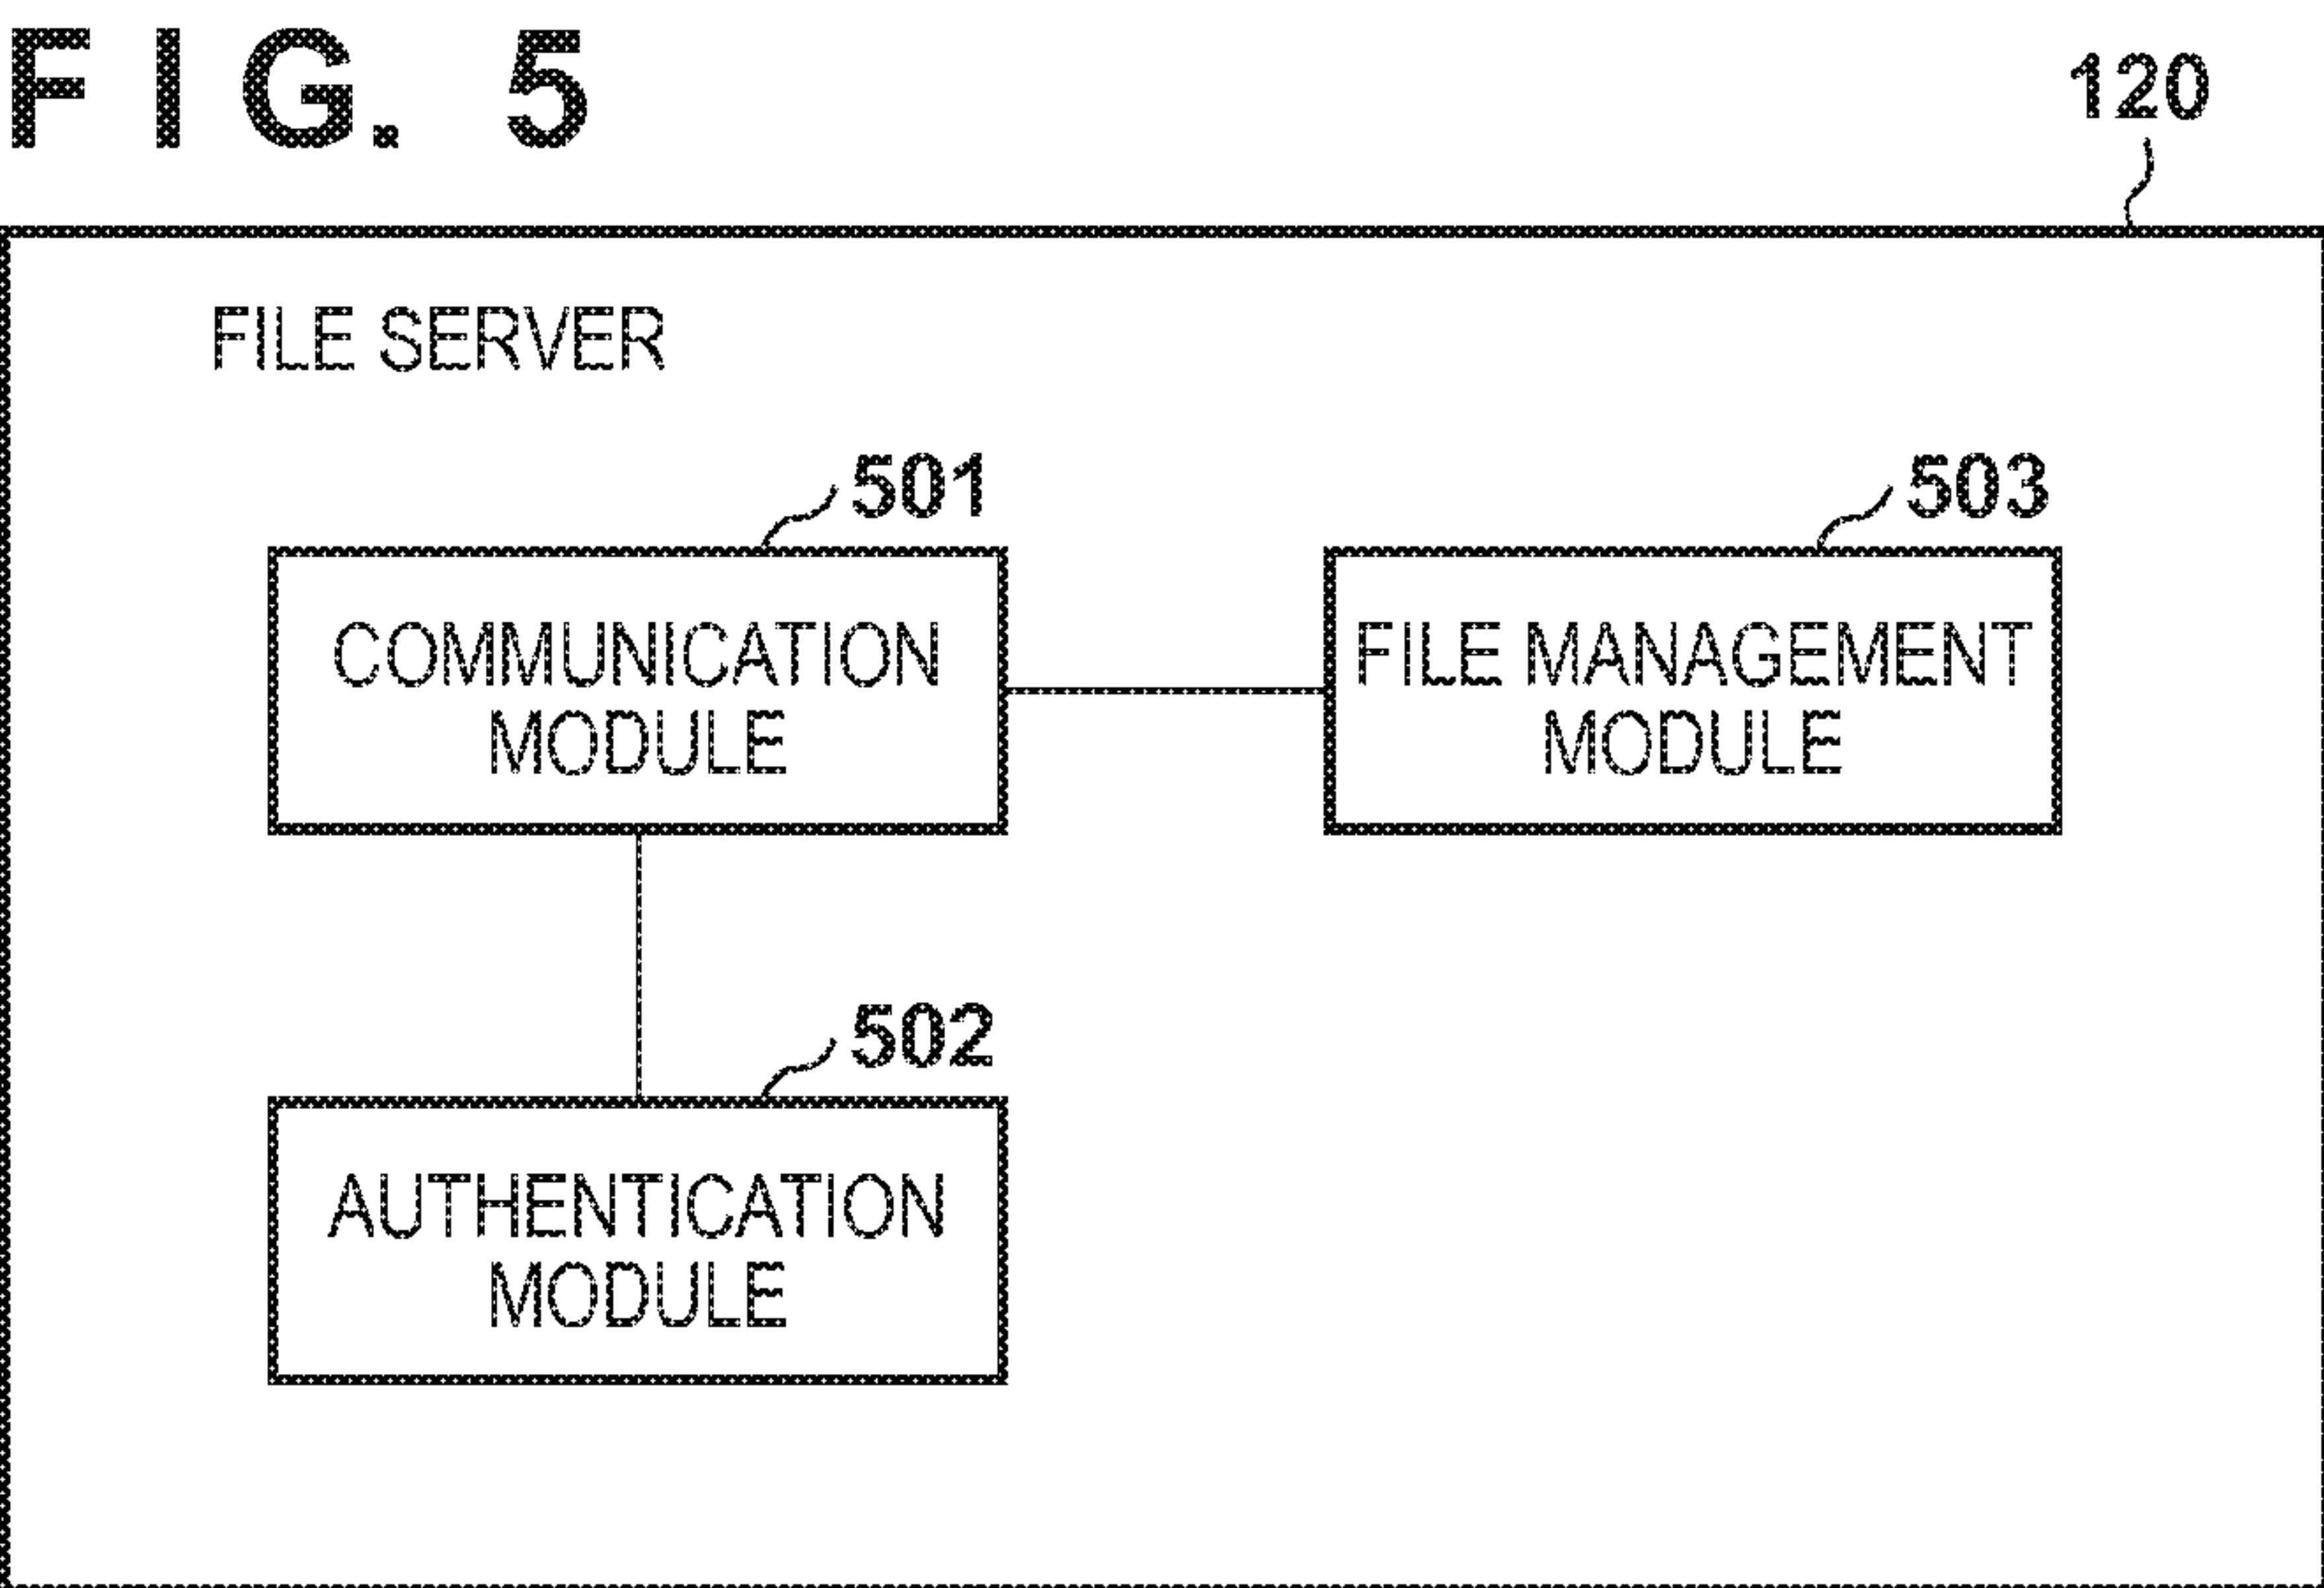 FIG. 5
120
FILE SERVER
501
503
COMMUNICATION
MODULE
FILE MANAGEMENT
MODULE
502
AUTHENTICATION
MODULE